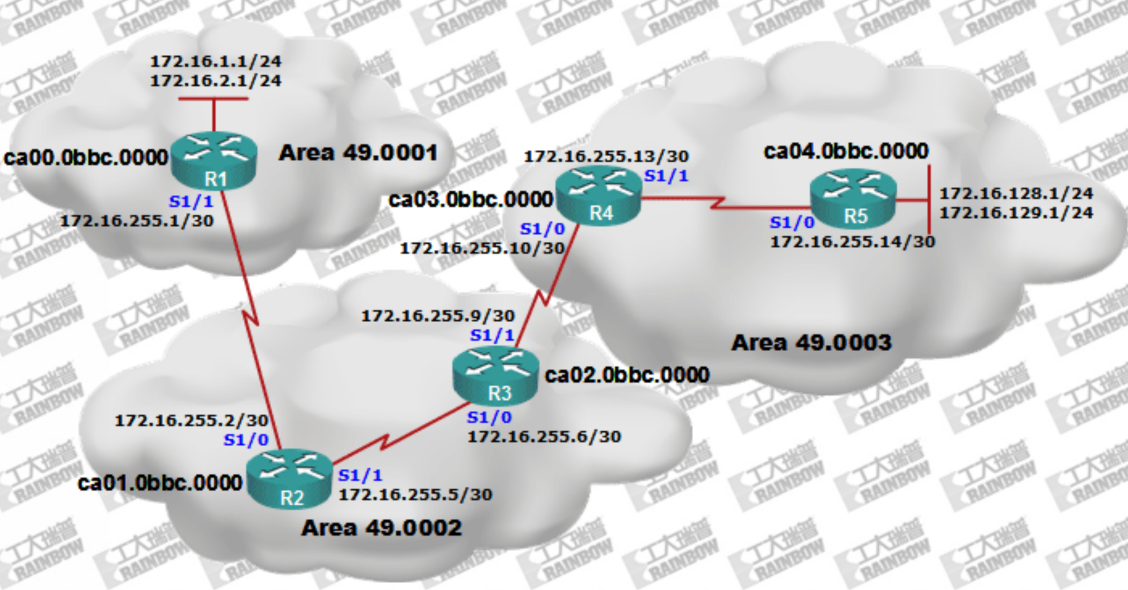 172.16.1.1/24
172.16.2.1/24
ca00.0bbc.0000
R1
Area 49.0001
S1/1
172.16.255.1/30
172.16.255.13/30
S1/1
ca03.0bbc.0000
R4
S1/0
172.16.255.10/30
ca04.0bbc.0000
R5
172.16.128.1/24
172.16.129.1/24
S1/0
172.16.255.14/30
Area 49.0003
172.16.255.9/30
S1/1
R3
ca02.0bbc.0000
S1/0
172.16.255.6/30
172.16.255.2/30
S1/0
ca01.0bbc.0000
R2
S1/1
172.16.255.5/30
Area 49.0002
工大瑞普
RAINBOW